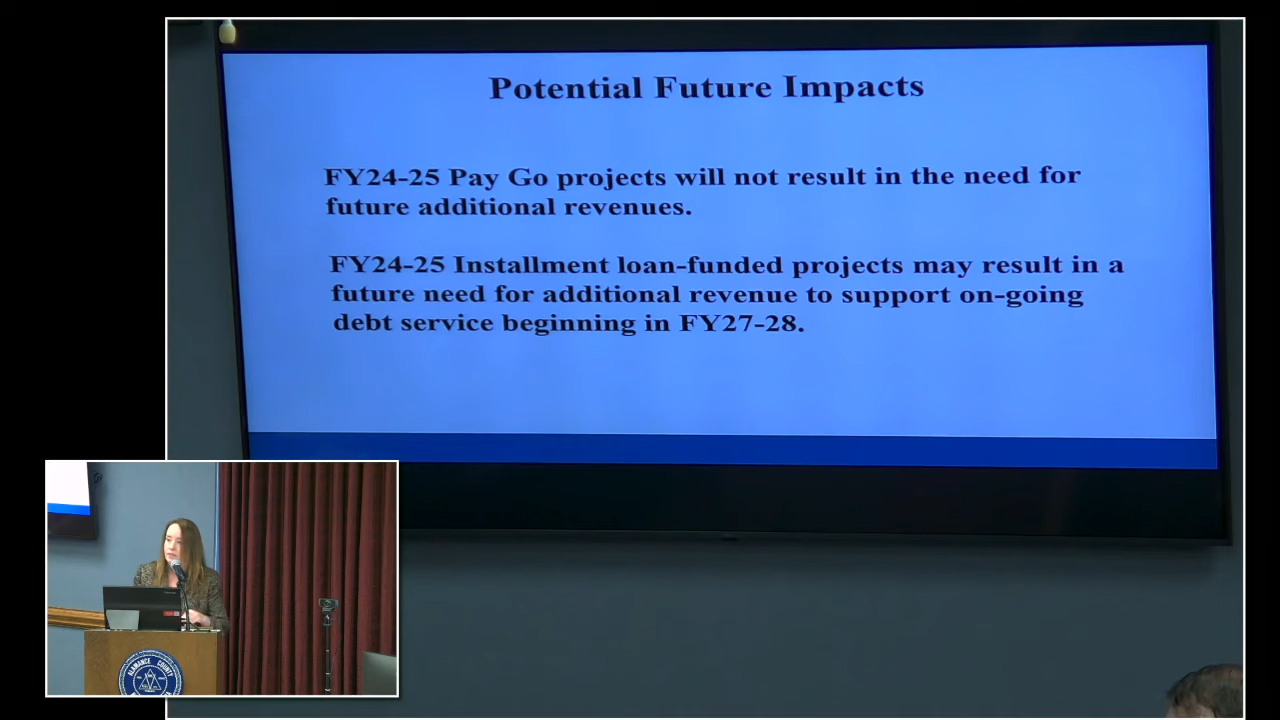 Potential Future Impacts
FY24-25 Pay Go projects will not result in the need for
future additional revenues.
FY24-25 Installment loan-funded projects may result in a
future need for additional revenue to support on-going
debt service beginning in FY27-28.
ALAMANCE COUNTY